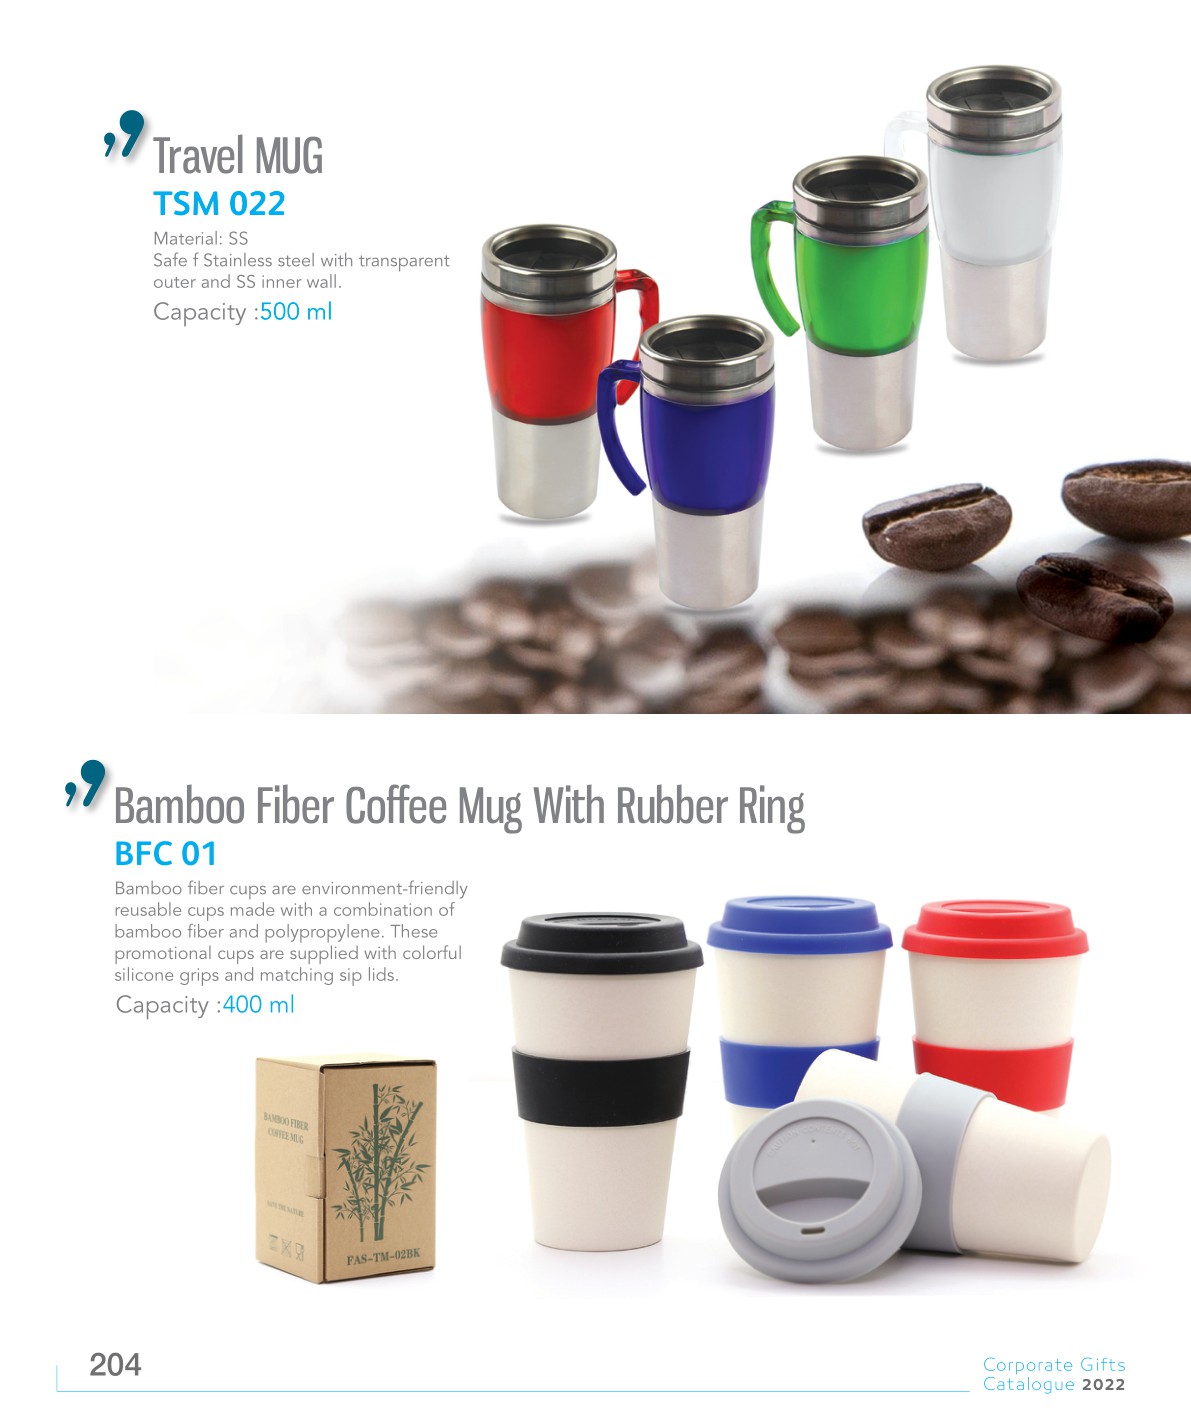 Travel MUG
TSM 022
Material: SS
Safe f Stainless steel with transparent
outer and SS inner wall.
Capacity :500 ml
Bamboo Fiber Coffee Mug With Rubber Ring
BFC 01
Bamboo fiber cups are environment-friendly
reusable cups made with a combination of
bamboo fiber and polypropylene. These
promotional cups are supplied with colorful
silicone grips and matching sip lids.
Capacity :400 ml
BAMBOO FIBER
COFFEE MUG
FAS-TM-02BK
204
Corporate Gifts
Catalogue 2022